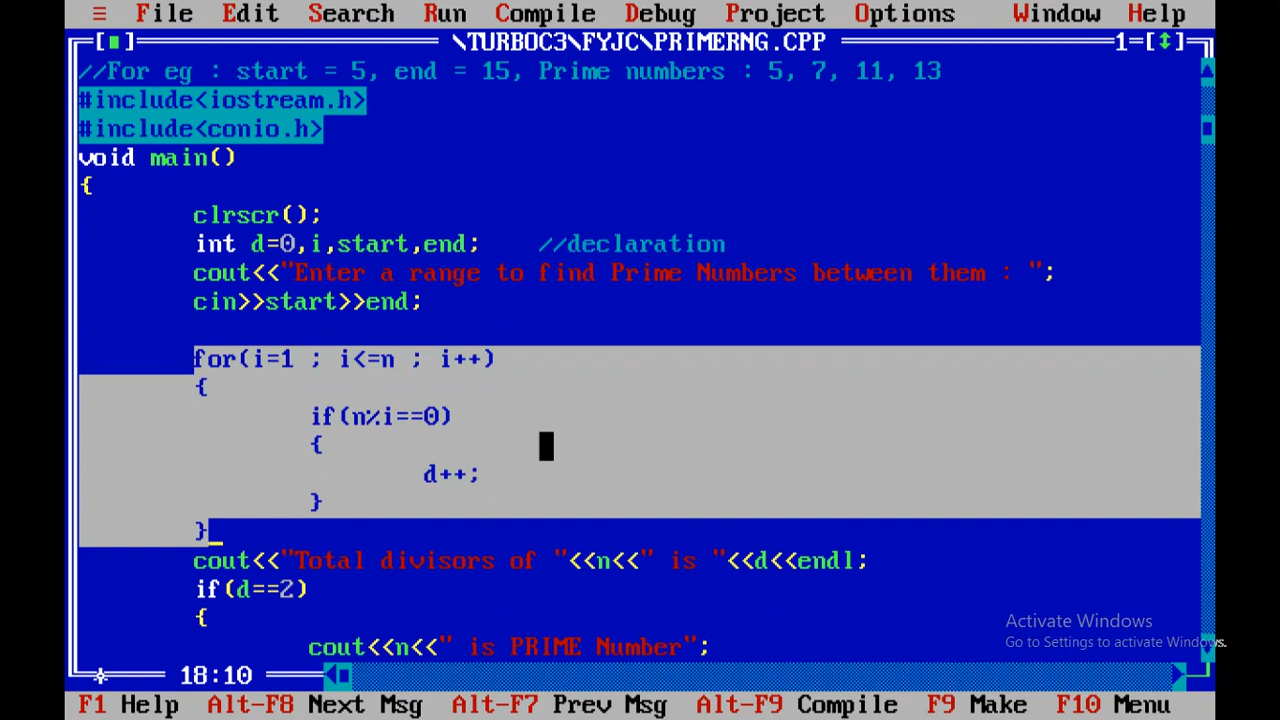 ≡ File Edit Search Run Compile Debug Project Options Window Help
[■] \TURBOC3\FYJC\PRIMERNG.CPP 1=[↕]
//For eg : start = 5, end = 15, Prime numbers : 5, 7, 11, 13
#include<iostream.h>
#include<conio.h>
void main()
{
clrscr();
int d=0,i,start,end; //declaration
cout<<"Enter a range to find Prime Numbers between them : ";
cin>>start>>end;
for(i=1 ; i<=n ; i++)
{
if(n%i==0)
{
d++;
}
}
cout<<"Total divisors of "<<n<<" is "<<d<<endl;
if(d==2)
{
cout<<n<<" is PRIME Number";
Activate Windows
Go to Settings to activate Windows.
18:10
F1 Help Alt-F8 Next Msg Alt-F7 Prev Msg Alt-F9 Compile F9 Make F10 Menu